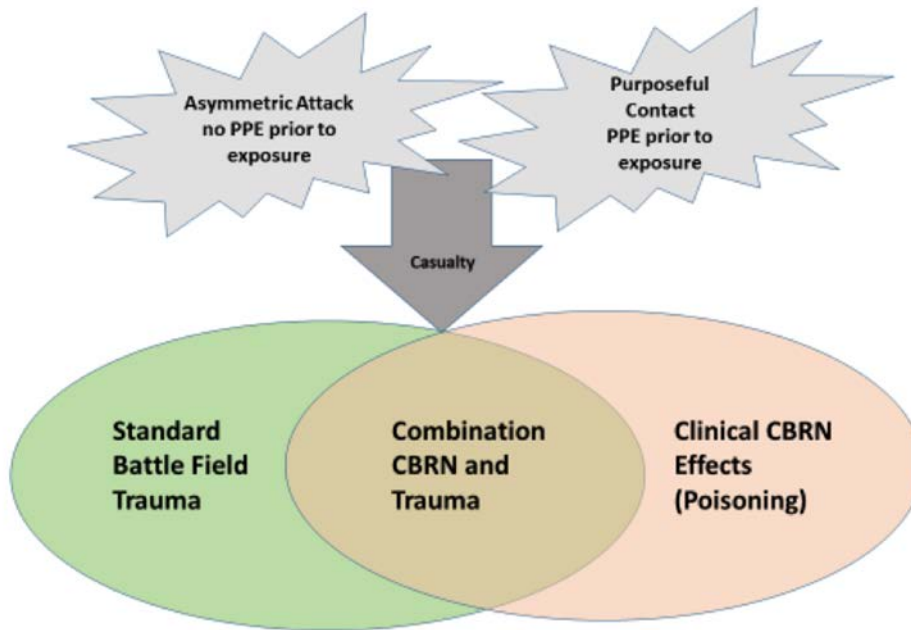 Asymmetric Attack
no PPE prior to
exposure
Purposeful
Contact
PPE prior to
exposure
Casualty
Standard
Battle Field
Trauma
Combination
CBRN and
Trauma
Clinical CBRN
Effects
(Poisoning)